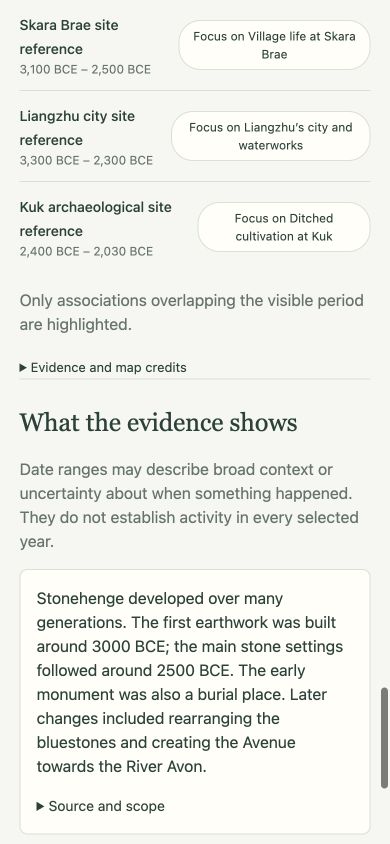 Skara Brae site
reference
3,100 BCE – 2,500 BCE
Focus on Village life at Skara
Brae
Liangzhu city site
reference
3,300 BCE – 2,300 BCE
Focus on Liangzhu's city and
waterworks
Kuk archaeological site
reference
2,400 BCE – 2,030 BCE
Focus on Ditched
cultivation at Kuk
Only associations overlapping the visible period
are highlighted.
Evidence and map credits
What the evidence shows
Date ranges may describe broad context or
uncertainty about when something happened.
They do not establish activity in every selected
year.
Stonehenge developed over many
generations. The first earthwork was built
around 3000 BCE; the main stone settings
followed around 2500 BCE. The early
monument was also a burial place. Later
changes included rearranging the
bluestones and creating the Avenue
towards the River Avon.
Source and scope